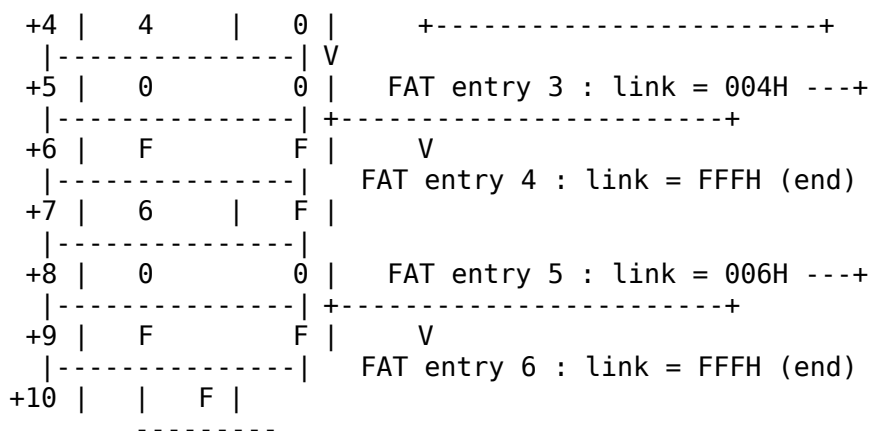 +4 |   4     |   0 |     +------------------------+
|---------------| V
+5 |   0         0 |   FAT entry 3 : link = 004H ---+
|---------------| +------------------------+
+6 |   F         F |     V
|---------------|   FAT entry 4 : link = FFFH (end)
+7 |   6     |   F |
|---------------|
+8 |   0         0 |   FAT entry 5 : link = 006H ---+
|---------------| +------------------------+
+9 |   F         F |     V
|---------------|   FAT entry 6 : link = FFFH (end)
+10 |   |   F |
---------